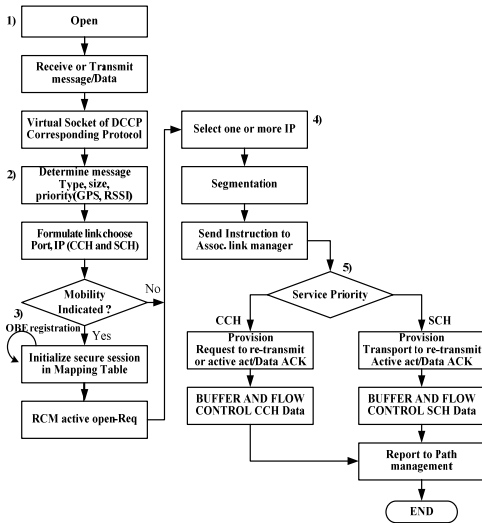 1)
Open
Receive or Transmit
message/Data
Virtual Socket of DCCP
Corresponding Protocol
2)
Determine message
Type, size,
priority(GPS, RSSI)
Formulate link choose
Port, IP (CCH and SCH)
Mobility
Indicated ?
No
3)
OBE registration
Yes
Initialize secure session
in Mapping Table
RCM active open-Req
4)
Select one or more IP
Segmentation
Send Instruction to
Assoc. link manager
5)
Service Priority
CCH
SCH
Provision
Request to re-transmit
or active act/Data ACK
Provision
Transport to re-transmit
Active act/Data ACK
BUFFER AND FLOW
CONTROL CCH Data
BUFFER AND FLOW
CONTROL SCH Data
Report to Path
management
END